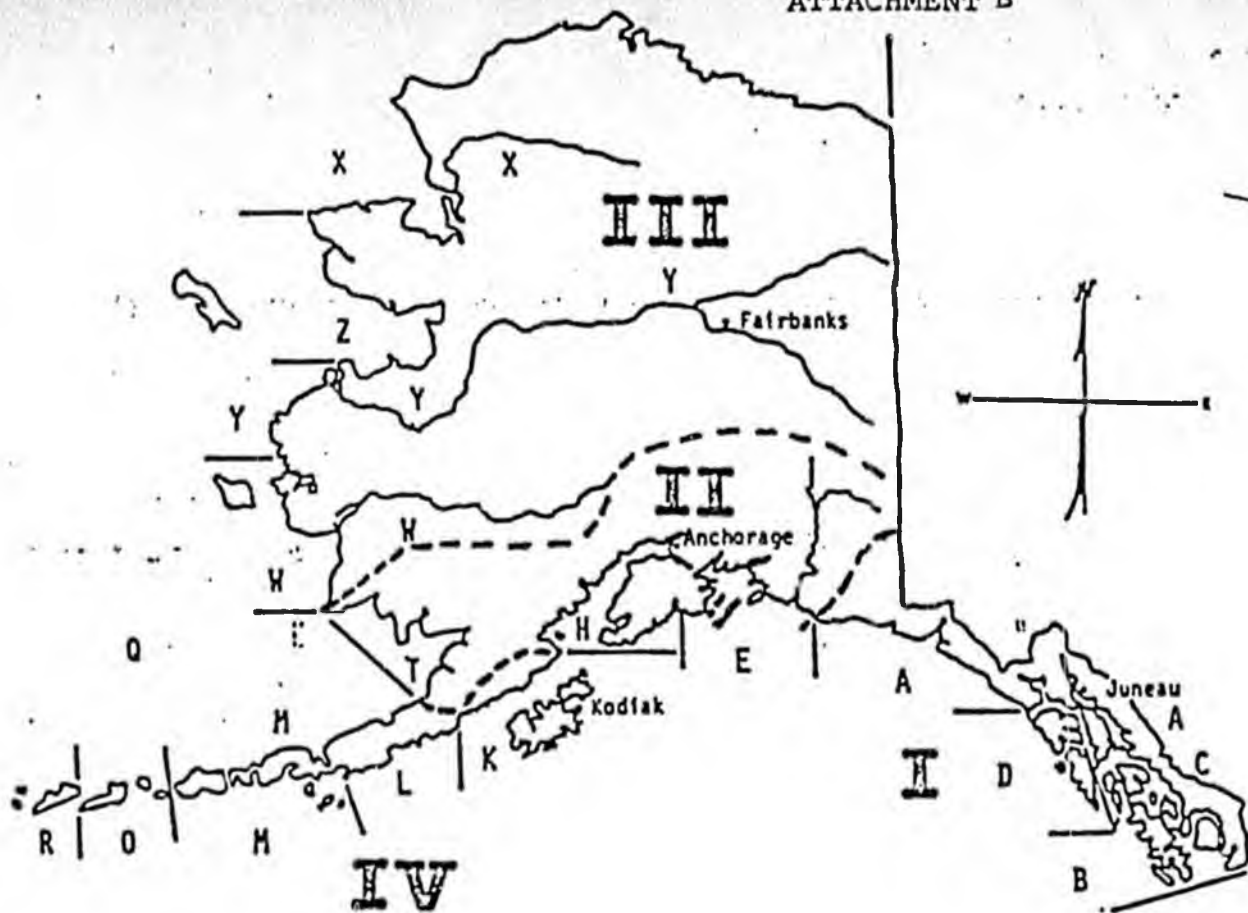 ATTACHMENT B
X
X
III
Y
Fairbanks
N
Z
W
E
Y
Y
II
W
Anchorage
W
Q
H
T
E
A
Juneau
Kodiak
A
M
K
C
L
I
D
R
O
M
IV
B